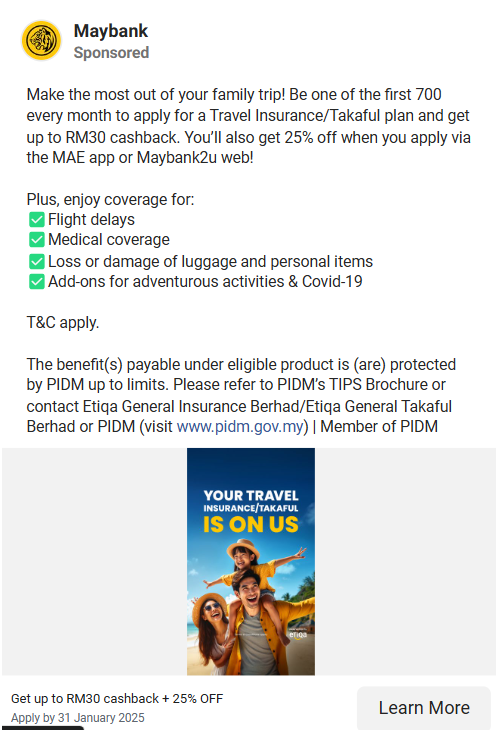 Maybank
Sponsored
Make the most out of your family trip! Be one of the first 700
every month to apply for a Travel Insurance/Takaful plan and get
up to RM30 cashback. You’ll also get 25% off when you apply via
the MAE app or Maybank2u web!
Plus, enjoy coverage for:
✅Flight delays
✅Medical coverage
✅Loss or damage of luggage and personal items
✅Add-ons for adventurous activities & Covid-19
T&C apply.
The benefit(s) payable under eligible product is (are) protected
by PIDM up to limits. Please refer to PIDM’s TIPS Brochure or
contact Etiqa General Insurance Berhad/Etiqa General Takaful
Berhad or PIDM (visit www.pidm.gov.my) | Member of PIDM
YOUR TRAVEL
INSURANCE/TAKAFUL
IS ON US
etiqa
Get up to RM30 cashback + 25% OFF
Apply by 31 January 2025
Learn More